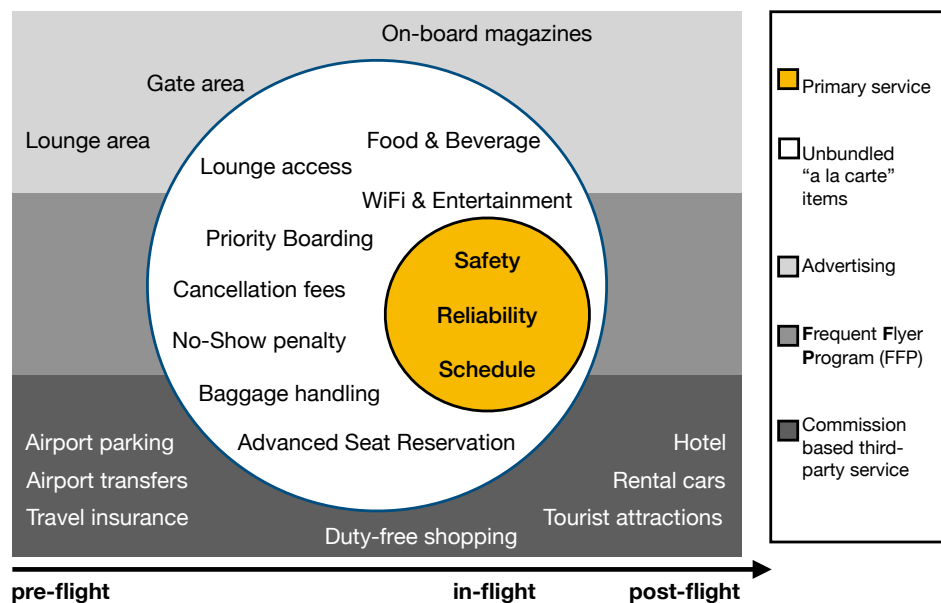 On-board magazines
Gate area
Lounge area
Food & Beverage
Lounge access
WiFi & Entertainment
Priority Boarding
Safety
Cancellation fees
Reliability
No-Show penalty
Schedule
Baggage handling
Airport parking
Advanced Seat Reservation
Hotel
Airport transfers
Rental cars
Travel insurance
Tourist attractions
Duty-free shopping
pre-flight
in-flight
post-flight
Primary service
Unbundled
“a la carte”
items
Advertising
Frequent Flyer
Program (FFP)
Commission
based third-
party service